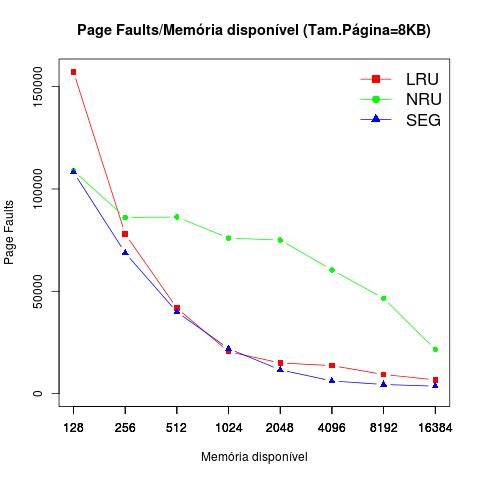 Page Faults/Memória disponível (Tam.Página=8KB)
LRU
NRU
SEG
Page Faults
150000
100000
50000
0
128 256 512 1024 2048 4096 8192 16384
Memória disponível